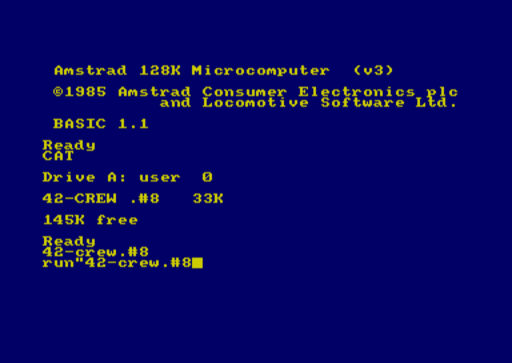 Amstrad 128K Microcomputer (v3)
©1985 Amstrad Consumer Electronics plc
and Locomotive Software Ltd.
BASIC 1.1
Ready
CAT
Drive A: user 0
42-CREW .#8 33K
145K free
Ready
42-crew.#8
run"42-crew.#8